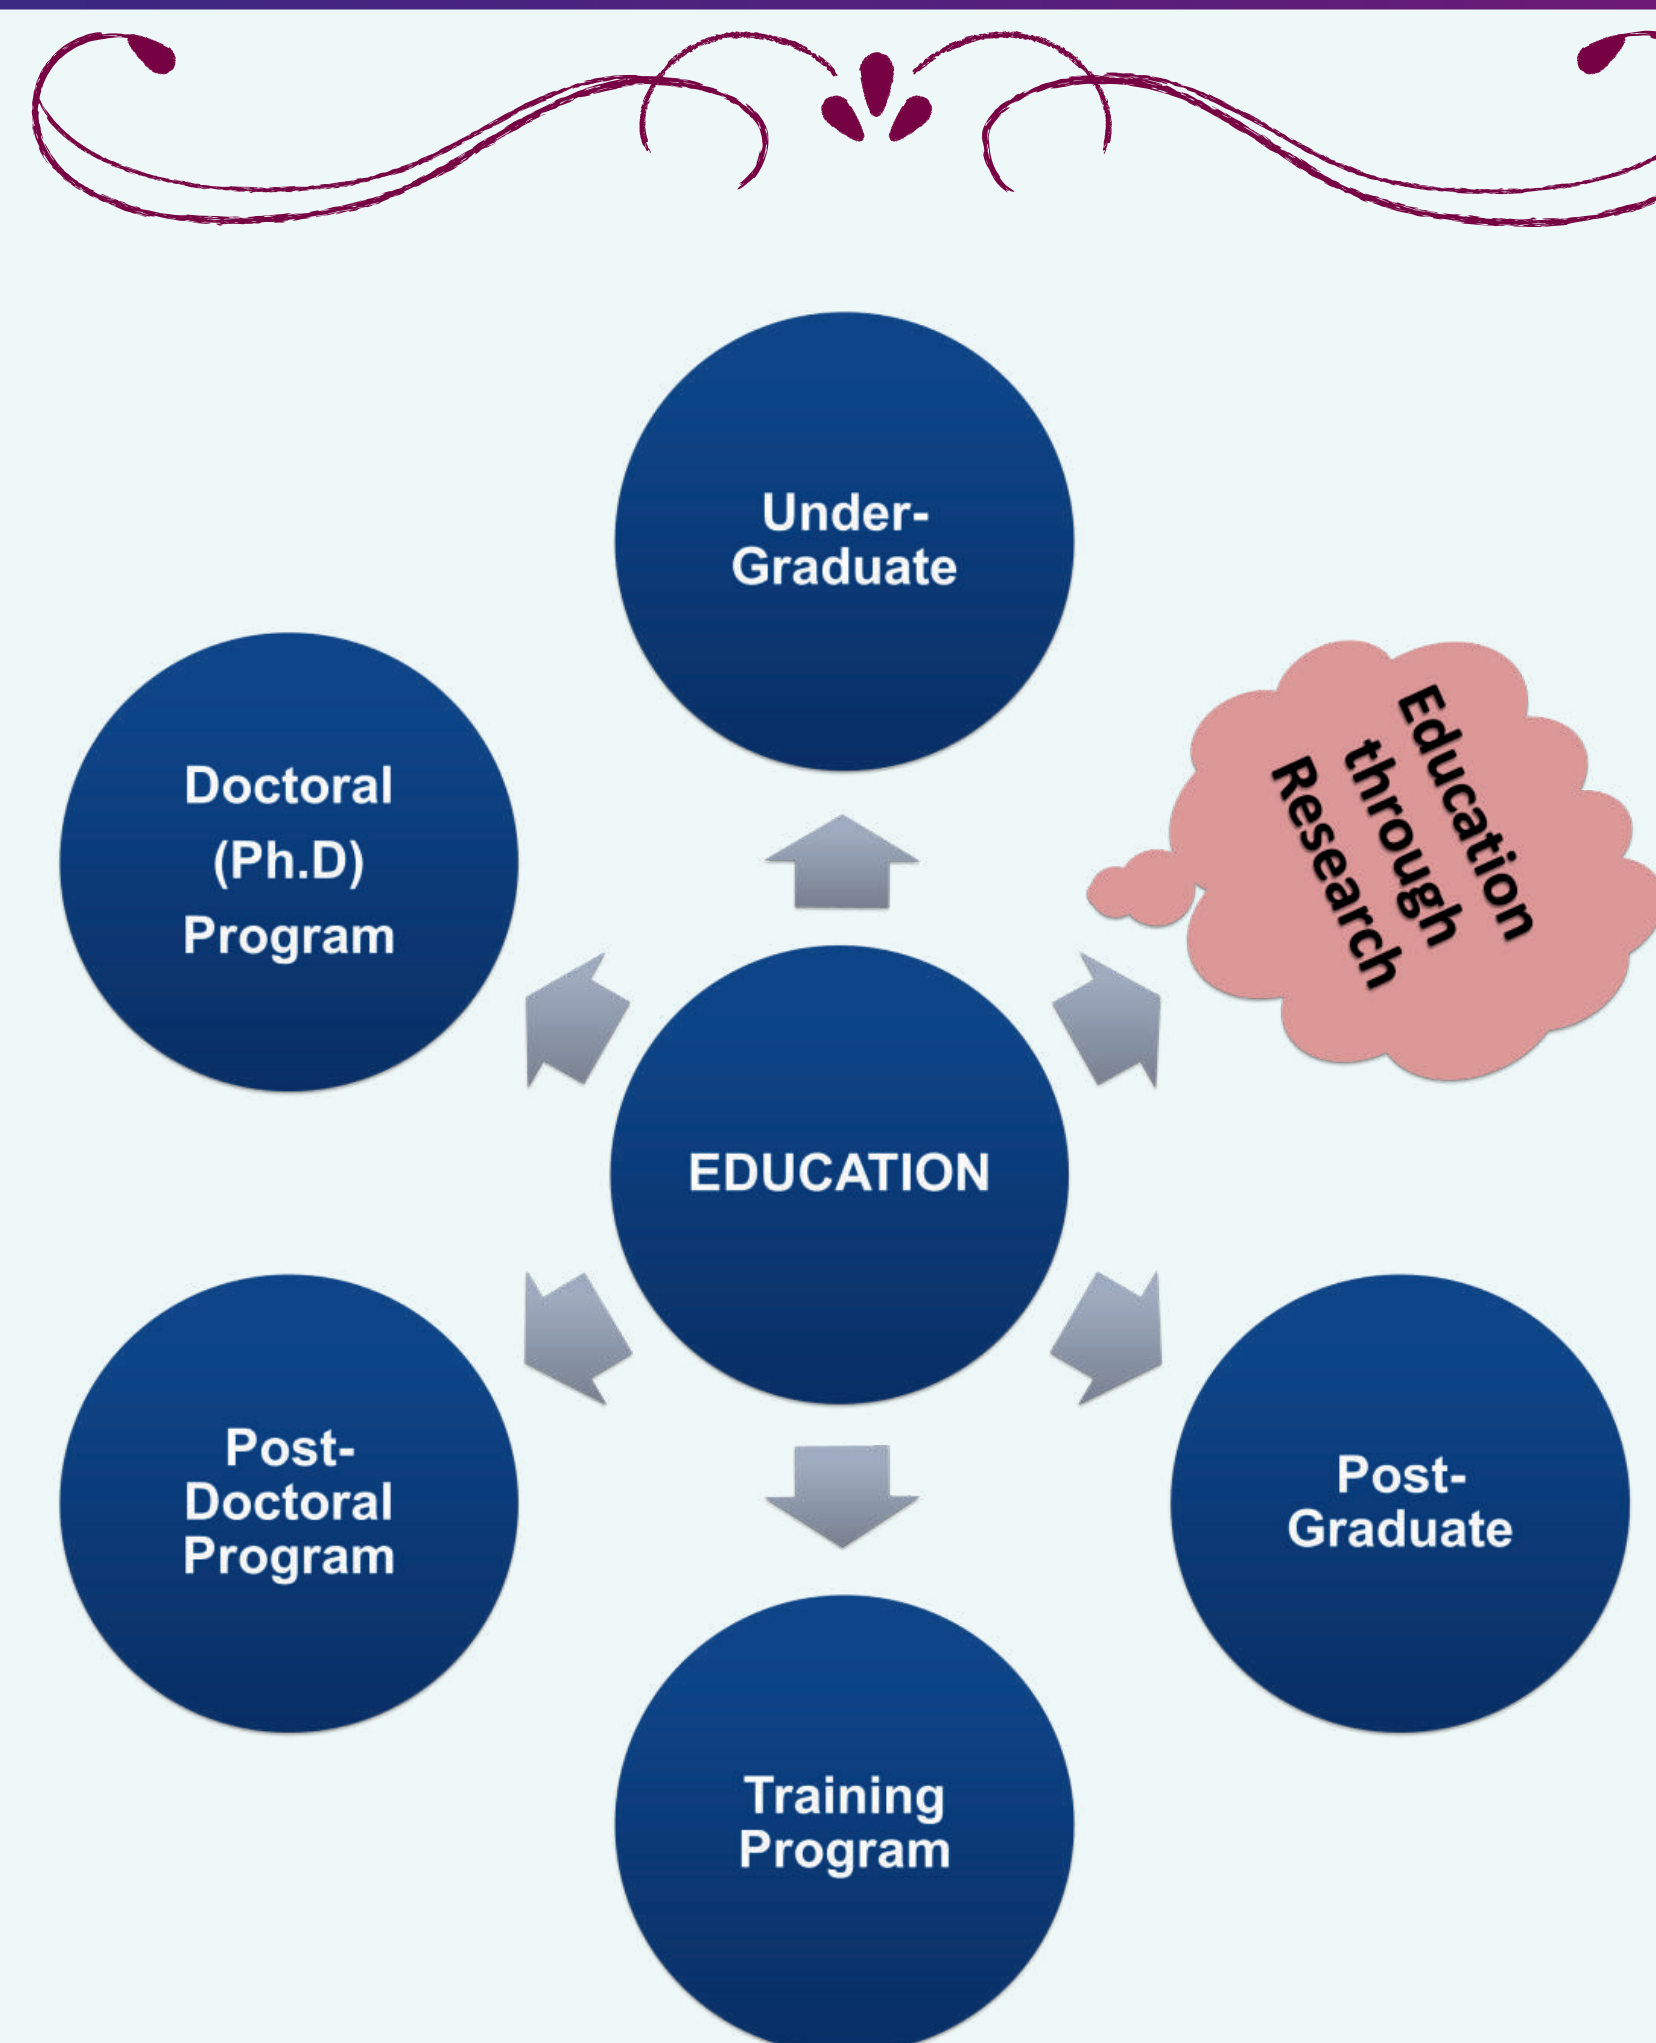 Under-
Graduate
Doctoral
(Ph.D)
Program
Education
through
Research
EDUCATION
Post-
Doctoral
Program
Post-
Graduate
Training
Program